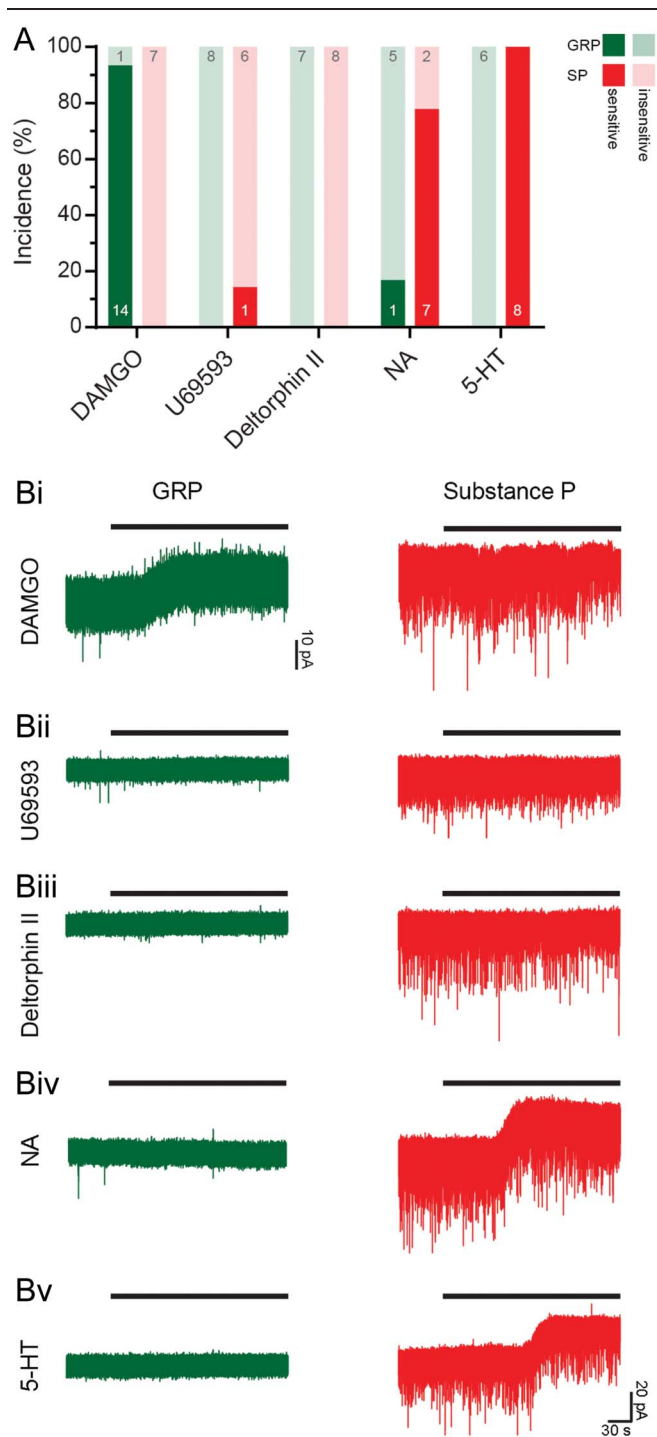 A
100
80
60
40
20
0
Incidence (%)
1 7 8 6 7 8 5 2 6
14 1 1 7 8
DAMGO
U69593
Deltorphin II
NA
5-HT
GRP
SP
sensitive
insensitive
Bi
GRP
Substance P
DAMGO
10 pA
Bii
U69593
Biii
Deltorphin II
Biv
NA
Bv
5-HT
20 pA
30 s